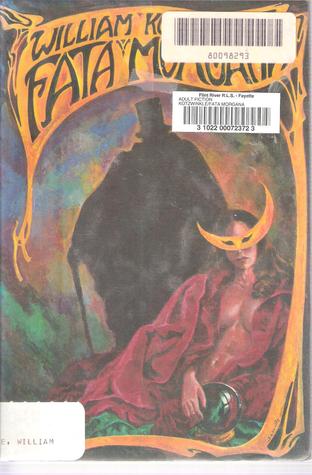 WILLIAM K
80098293
FATA MORGANA
Flint River R.L.S. - Fayette
ADULT FICTION
KOTZWINKLE/FATA MORGANA
3 1022 00072372 3
E, WILLIAM